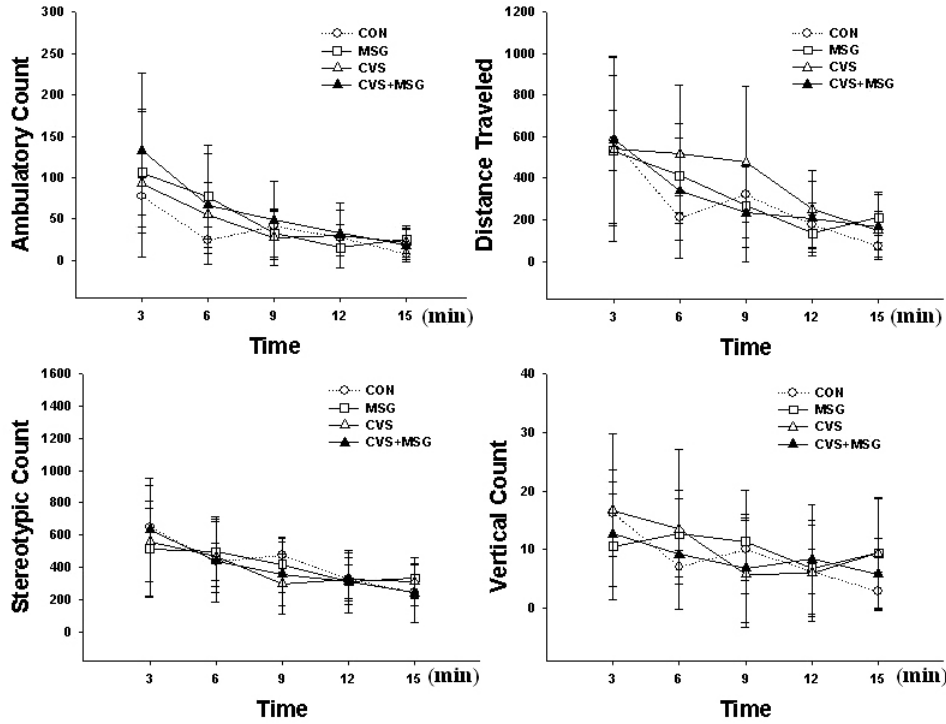 300
250
200
150
100
50
0
Ambulatory Count
CON
MSG
CVS
CVS+MSG
3 6 9 12 15 (min)
Time
1200
1000
800
600
400
200
0
Distance Traveled
CON
MSG
CVS
CVS+MSG
3 6 9 12 15 (min)
Time
1600
1400
1200
1000
800
600
400
200
0
Stereotypic Count
CON
MSG
CVS
CVS+MSG
3 6 9 12 15 (min)
Time
40
30
20
10
0
Vertical Count
CON
MSG
CVS
CVS+MSG
3 6 9 12 15 (min)
Time